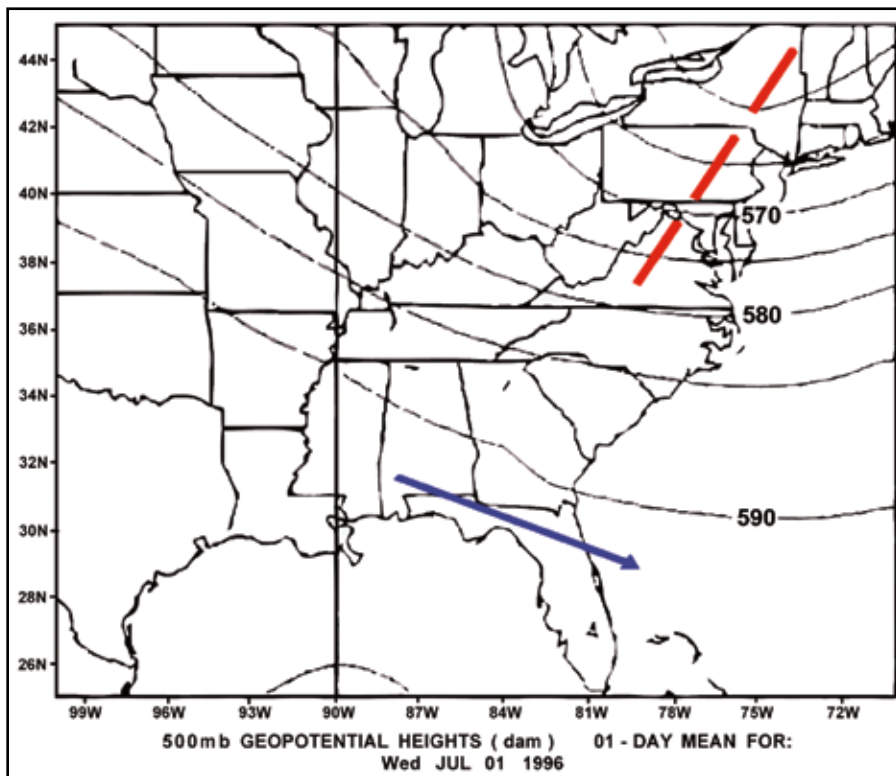 44N
42N
40N
38N
36N
34N
32N
30N
28N
26N
570
580
590
99W 96W 93W 90W 87W 84W 81W 78W 75W 72W
500mb GEOPOTENTIAL HEIGHTS ( dam ) 01 - DAY MEAN FOR:
Wed JUL 01 1996